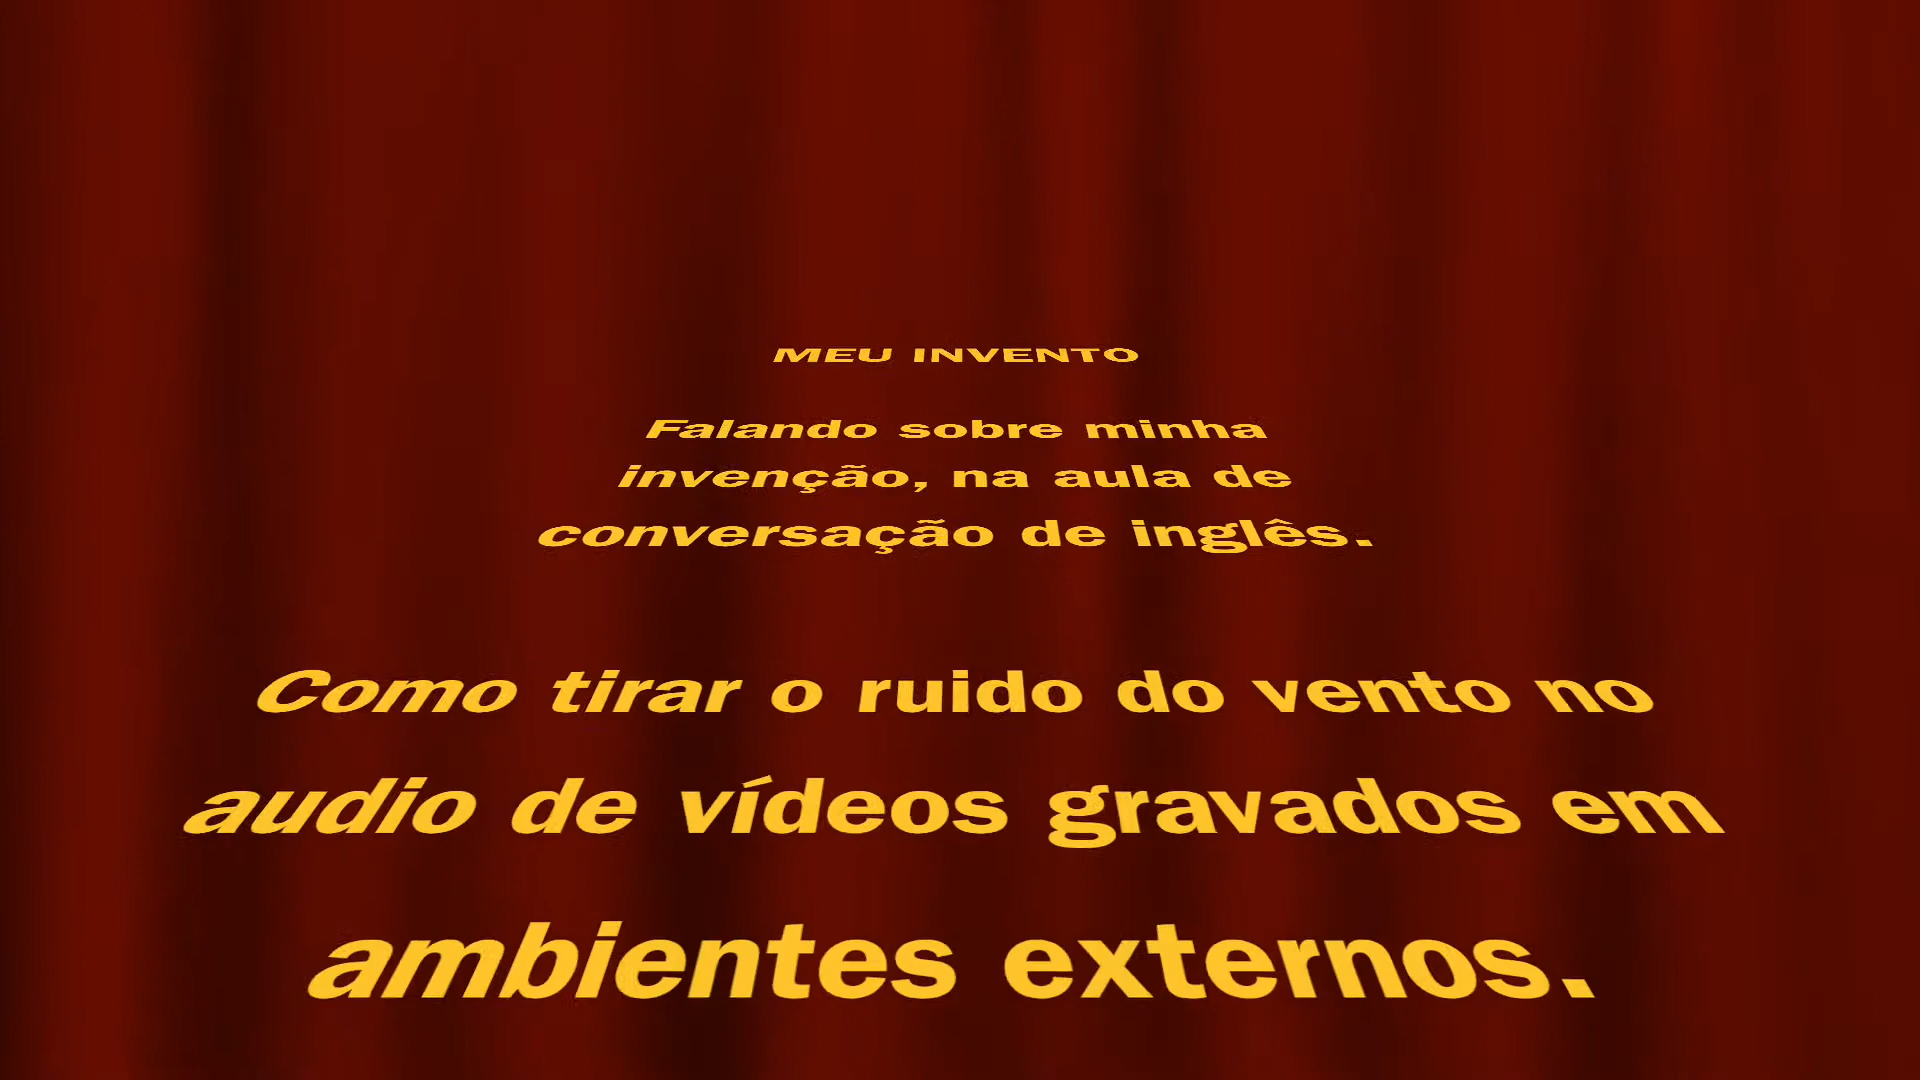 MEU INVENTO
Falando sobre minha
invenção, na aula de
conversação de inglês.
Como tirar o ruido do vento no
audio de vídeos gravados em
ambientes externos.